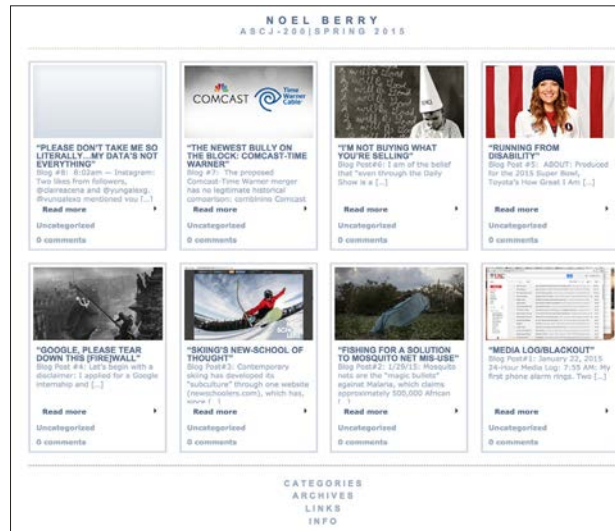 NOEL BERRY
ASCJ-200|SPRING 2015
"PLEASE DON'T TAKE ME SO
LITERALLY...MY DATA'S NOT
EVERYTHING"
Blog #8: 8:02am — Instagram:
Two likes from followers,
@claireacena and @yungalexg.
@yungalexg mentioned you [...]
Read more
Uncategorized
0 comments
COMCAST Time Warner Cable
"THE NEWEST BULLY ON
THE BLOCK: COMCAST-TIME
WARNER"
Blog #7: The proposed
Comcast-Time Warner merger
has no legitimate historical
comparison: combining Comcast
Read more
Uncategorized
0 comments
"I'M NOT BUYING WHAT
YOU'RE SELLING"
Blog Post#6: I am of the belief
that "even through the Daily
Show is a [...]
Read more
Uncategorized
0 comments
"RUNNING FROM
DISABILITY"
Blog Post #5: ABOUT: Produced
for the 2015 Super Bowl,
Toyota's How Great I Am [...]
Read more
Uncategorized
0 comments
"GOOGLE, PLEASE TEAR
DOWN THIS [FIRE]WALL"
Blog Post #4: Let's begin with a
disclaimer: I applied for a Google
internship and [...]
Read more
Uncategorized
0 comments
"SKIING'S NEW-SCHOOL OF
THOUGHT"
Blog Post#3: Contemporary
skiing has developed its
"subculture" through one website
(newschoolers.com), which has,
since [...]
Read more
Uncategorized
0 comments
"FISHING FOR A SOLUTION
TO MOSQUITO NET MIS-USE"
Blog Post#2: 1/26/15: Mosquito
nets are the "magic bullets"
against Malaria, which claims
approximately 500,000 African
[...]
Read more
Uncategorized
0 comments
"MEDIA LOG/BLACKOUT"
Blog Post#1: January 22, 2015
24-Hour Media Log: 7:55 AM: My
first phone alarm rings. Two [...]
Read more
Uncategorized
0 comments
CATEGORIES
ARCHIVES
LINKS
INFO